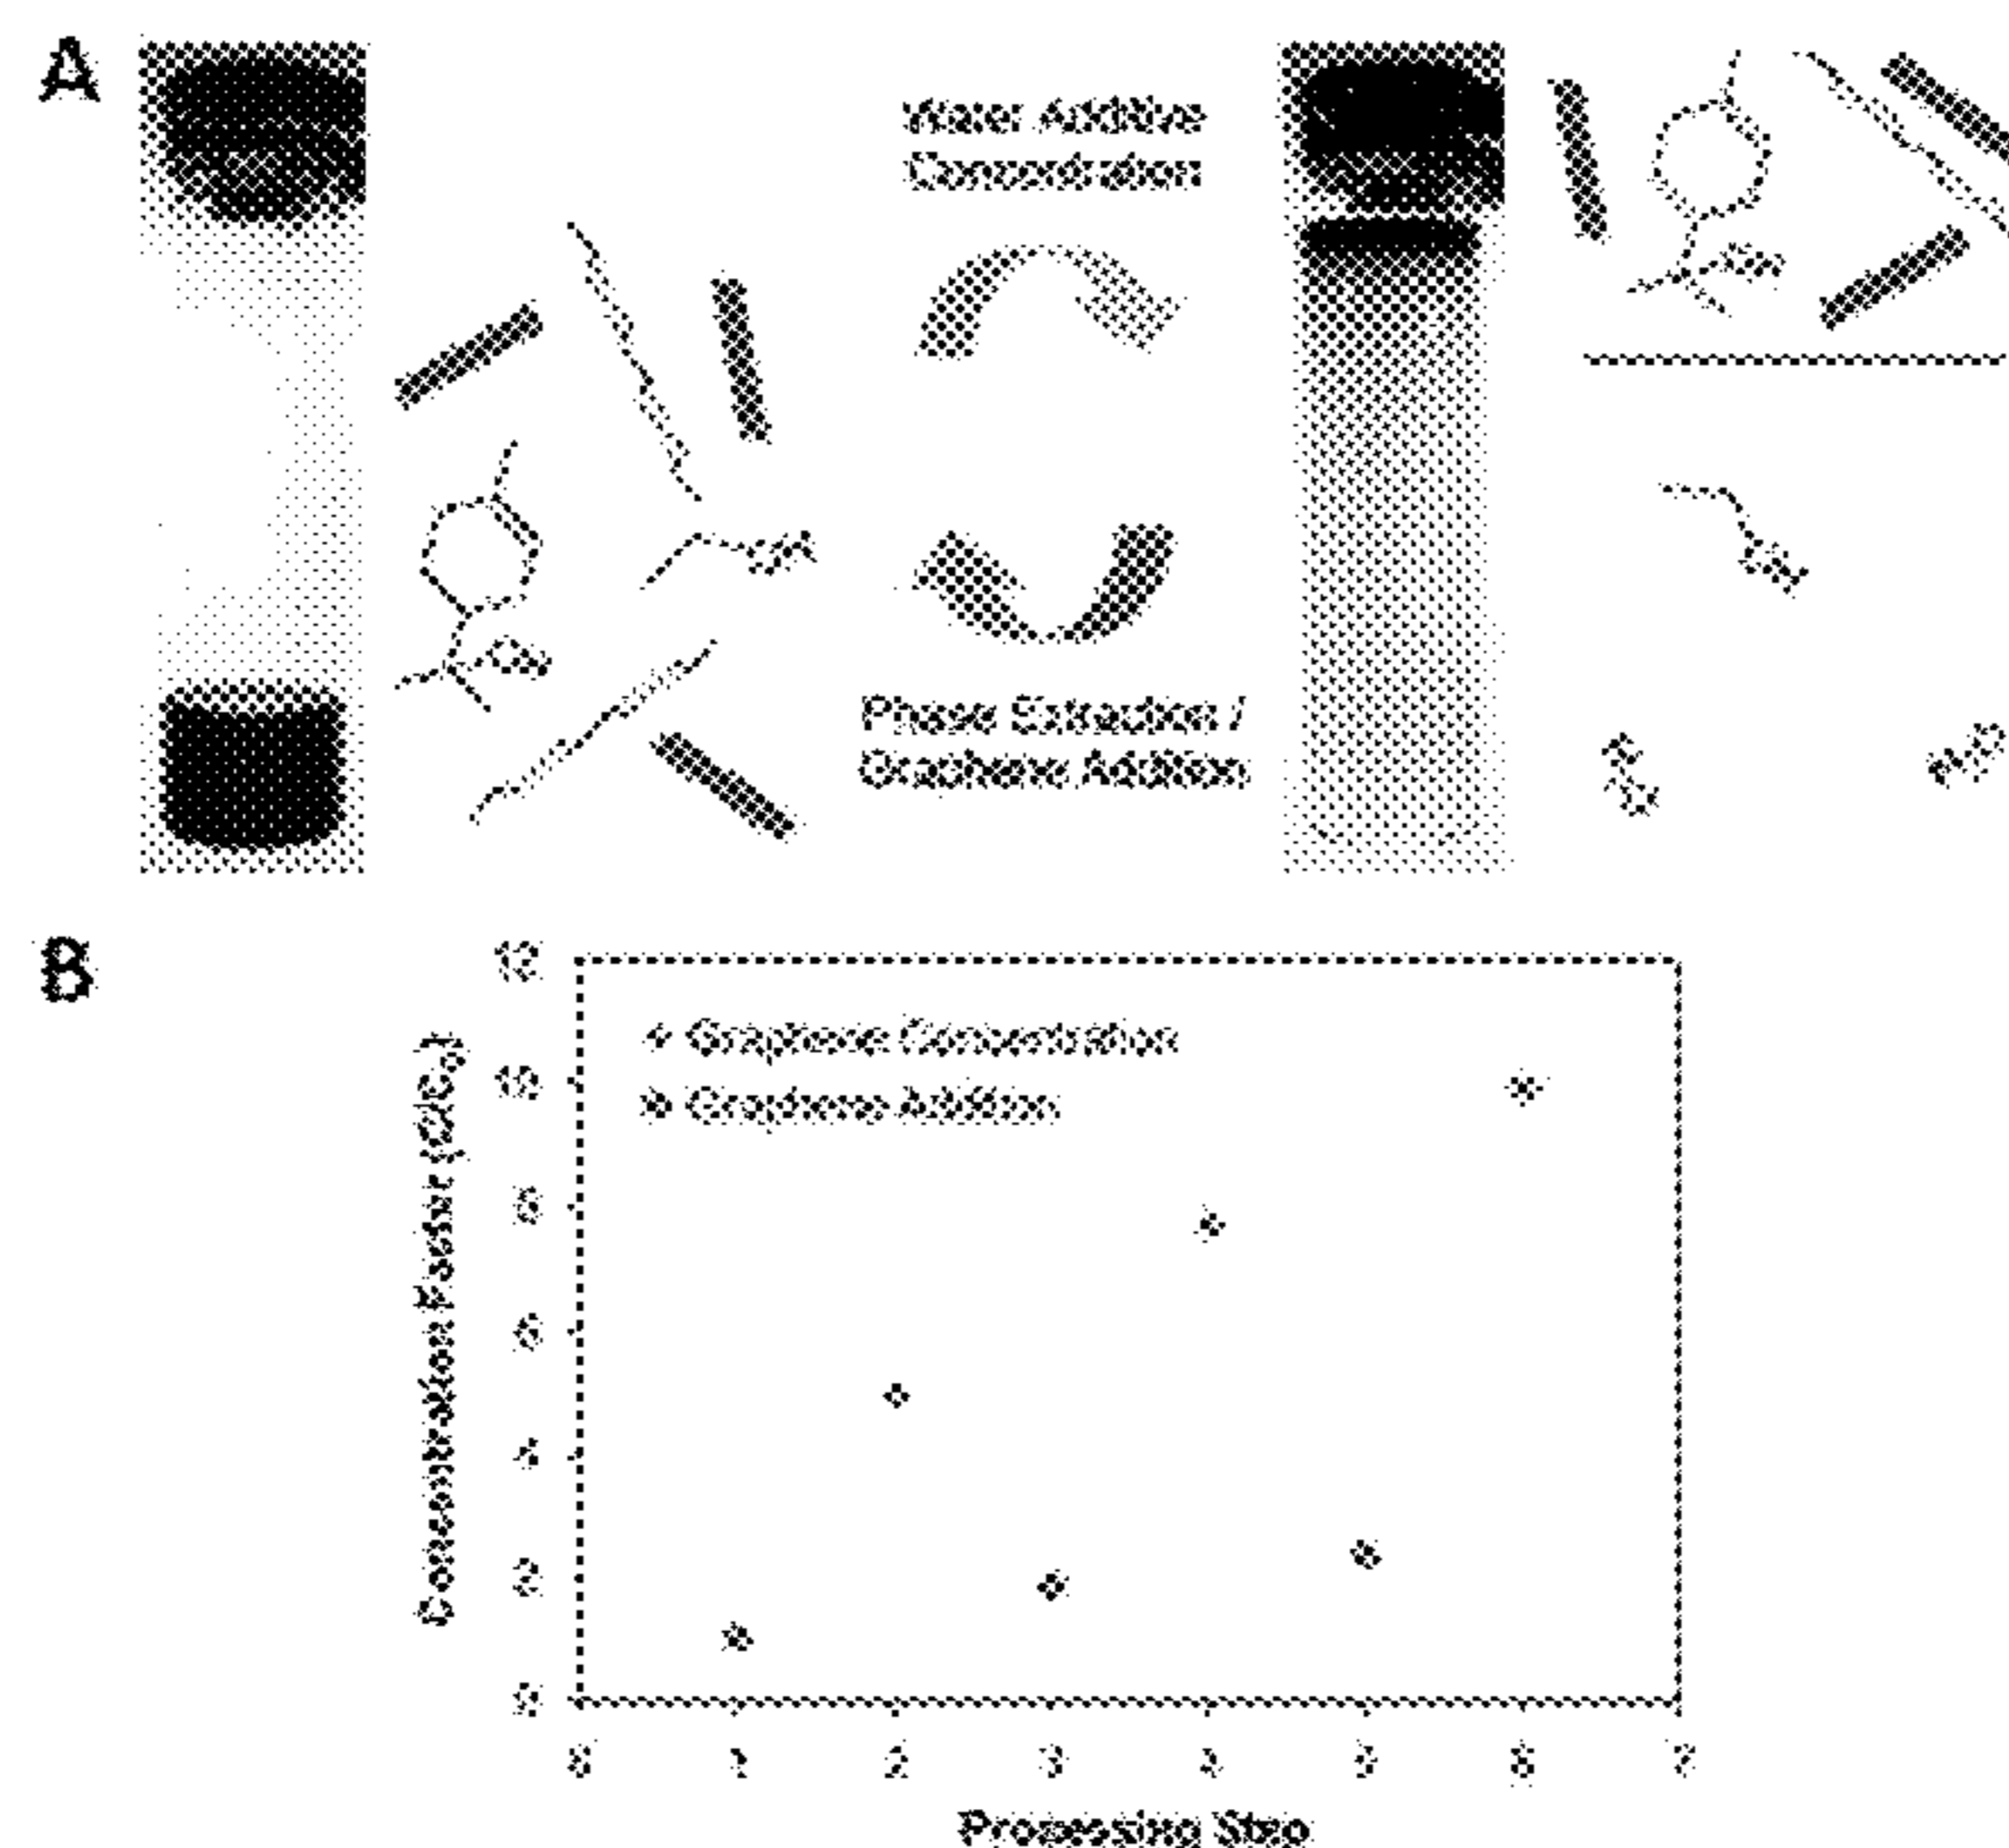 A
Water Additive
Concentration
Phase Extraction /
Graphene Addition
B
12
10
8
6
4
2
0
Concentration Factor (C/C₀)
Graphene Concentration
Graphene Addition
0 1 2 3 4 5 6 7
Processing Step